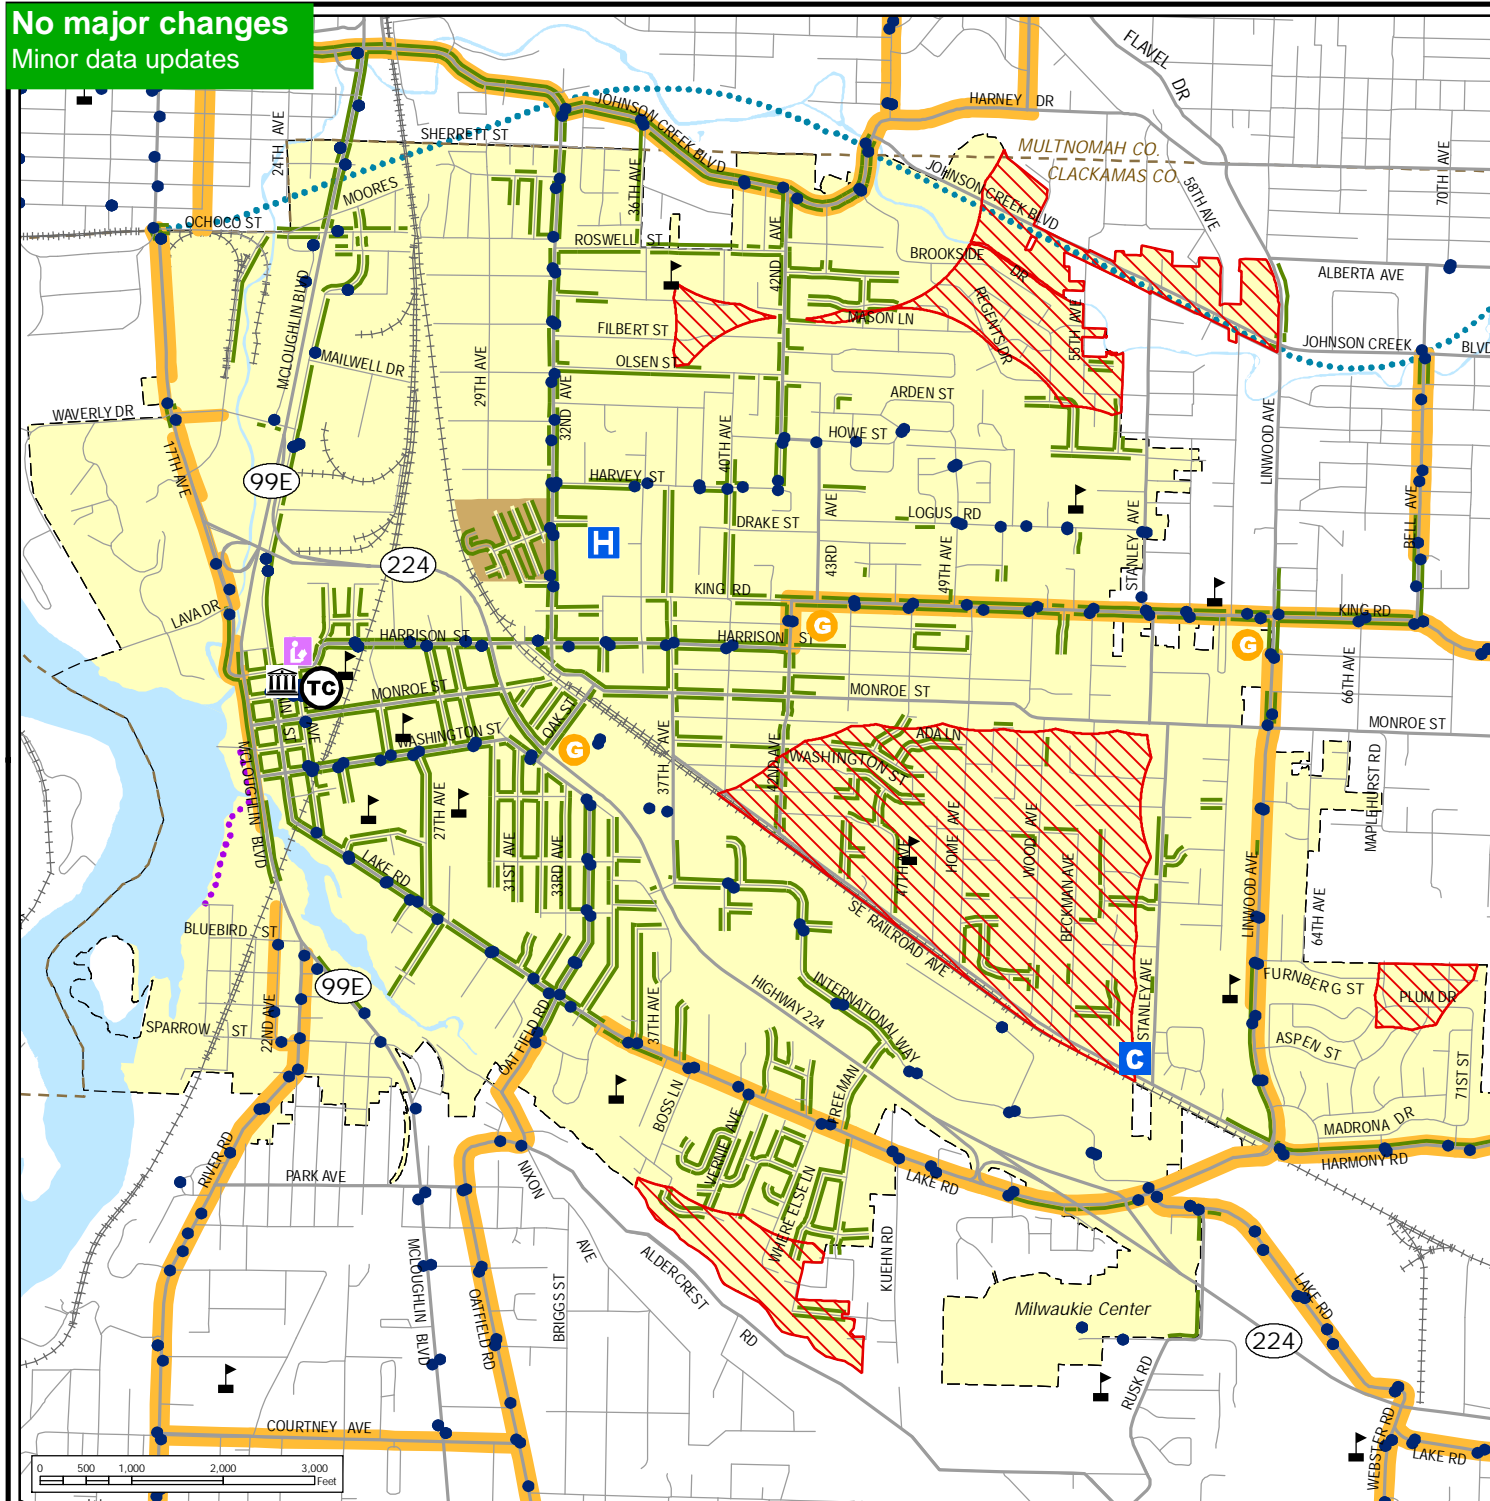 No major changes
Minor data updates
FLAVEL DR
HARNEY DR
JOHNSON CREEK BLVD
SHERRETT ST
24TH AVE
MULTNOMAH CO.
CLACKAMAS CO.
70TH AVE
36TH AVE
MOORES
JOHNSON CREEK BLVD
58TH AVE
OCHOCO ST
ROSWELL ST
42ND AVE
BROOKSIDE DR
ALBERTA AVE
MCLOUGHLIN BLVD
REGENTS DR
MASON LN
FILBERT ST
55TH AVE
JOHNSON CREEK BLVD
OLSEN ST
MAILWELL DR
29TH AVE
32ND AVE
ARDEN ST
WAVERLY DR
17TH AVE
40TH AVE
HOWE ST
LINWOOD AVE
99E
HARVEY ST
43RD AVE
DRAKE ST
LOGUS RD
STANLEY AVE
BELL AVE
H
224
49TH AVE
KING RD
KING RD
LAVA DR
HARRISON ST
HARRISON ST
G
G
TC
MONROE ST
MONROE ST
66TH AVE
MONROE ST
OAK ST
WASHINGTON ST
G
37TH AVE
42ND AVE
ADA LN
WASHINGTON ST
MAPLEHURST RD
MCLOUGHLIN BLVD
27TH AVE
31ST AVE
33RD AVE
LAKE RD
47TH AVE
HOME AVE
WOOD AVE
BECKMAN AVE
LINWOOD AVE
64TH AVE
SE RAILROAD AVE
BLUEBIRD ST
99E
22ND AVE
SPARROW ST
OATFIELD RD
37TH AVE
HIGHWAY 224
INTERNATIONAL WAY
STANLEY AVE
FURNBERG ST
PLUM DR
ASPEN ST
71ST ST
C
BOSS LN
FREEMAN
VERNIE AVE
MADRONA DR
HARMONY RD
RIVER RD
PARK AVE
NIXON AVE
LAKE RD
WHERE ELSE LN
KUEHN RD
MCLOUGHLIN BLVD
OATFIELD RD
BRIGGS ST
ALDERCREST RD
Milwaukie Center
LAKE RD
224
RUSK RD
COURTNEY AVE
WEBSTER RD
LAKE RD
0 500 1,000 2,000 3,000
Feet